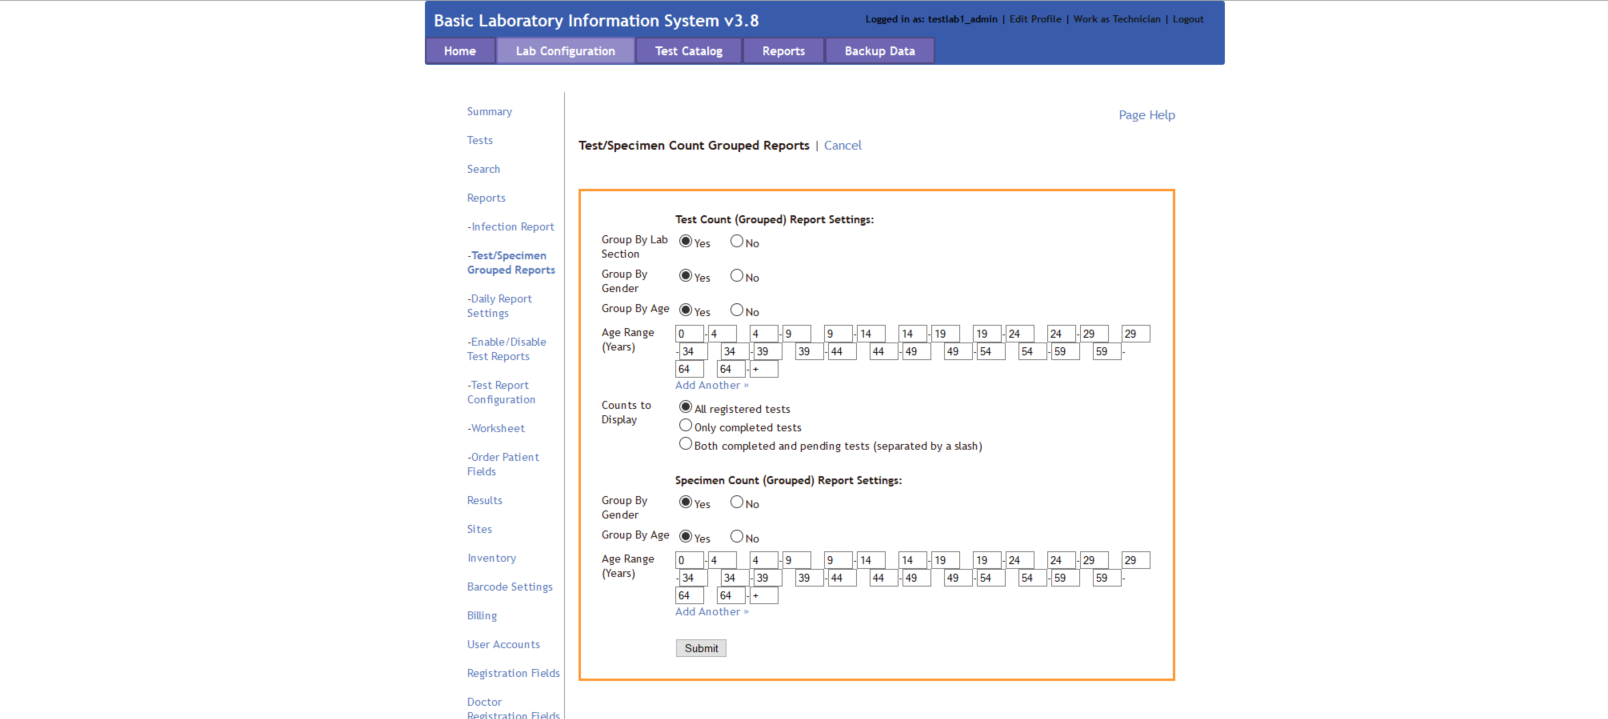 Basic Laboratory Information System v3.8
Logged in as: testlab1_admin | Edit Profile | Work as Technician | Logout
Home Lab Configuration Test Catalog Reports Backup Data
Summary
Tests
Search
Reports
-Infection Report
-Test/Specimen
Grouped Reports
-Daily Report
Settings
-Enable/Disable
Test Reports
-Test Report
Configuration
-Worksheet
-Order Patient
Fields
Results
Sites
Inventory
Barcode Settings
Billing
User Accounts
Registration Fields
Doctor
Registration Fields
Page Help
Test/Specimen Count Grouped Reports | Cancel
Test Count (Grouped) Report Settings:
Group By Lab
Section
Yes No
Group By
Gender
Yes No
Group By Age Yes No
Age Range
(Years)
0 - 4 4 - 9 9 - 14 14 - 19 19 - 24 24 - 29 29
- 34 34 - 39 39 - 44 44 - 49 49 - 54 54 - 59 59 -
64 64 - +
Add Another »
Counts to
Display
All registered tests
Only completed tests
Both completed and pending tests (separated by a slash)
Specimen Count (Grouped) Report Settings:
Group By
Gender
Yes No
Group By Age Yes No
Age Range
(Years)
0 - 4 4 - 9 9 - 14 14 - 19 19 - 24 24 - 29 29
- 34 34 - 39 39 - 44 44 - 49 49 - 54 54 - 59 59 -
64 64 - +
Add Another »
Submit